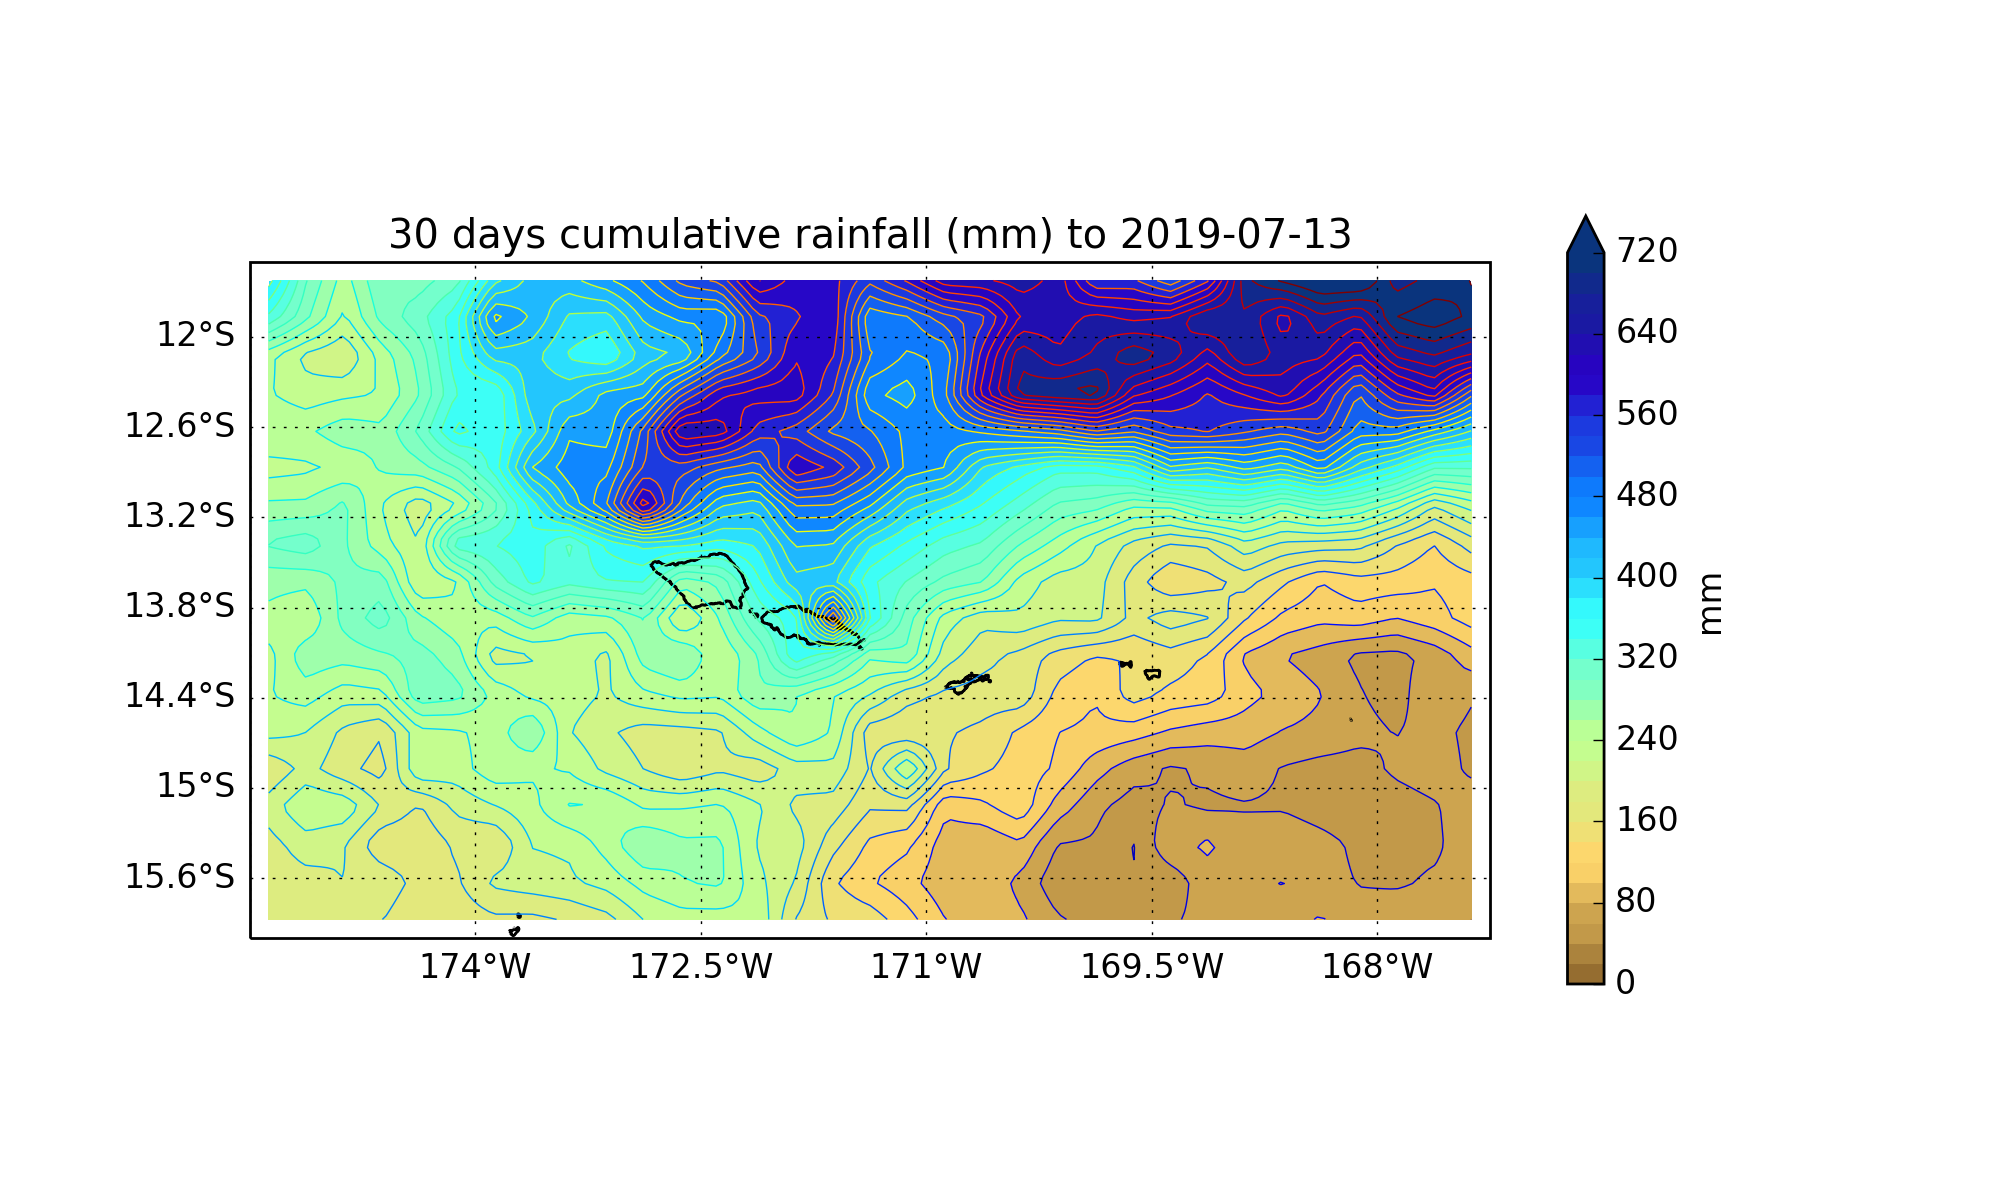 30 days cumulative rainfall (mm) to 2019-07-13
12°S
12.6°S
13.2°S
13.8°S
14.4°S
15°S
15.6°S
174°W
172.5°W
171°W
169.5°W
168°W
720
640
560
480
400
320
240
160
80
0
mm